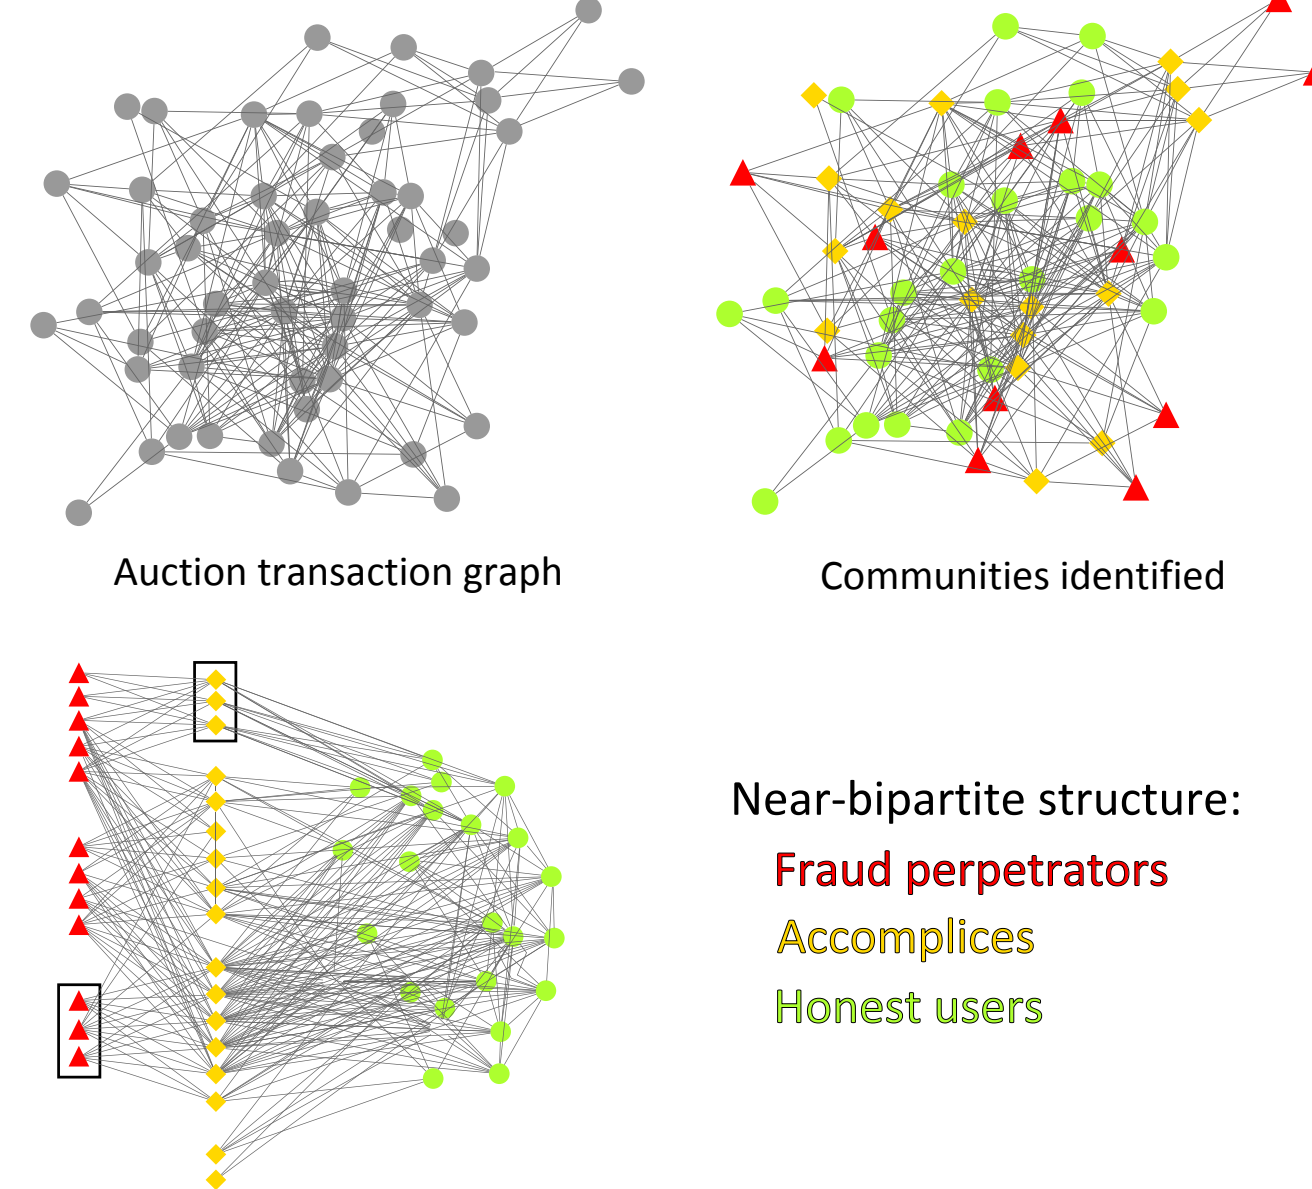 Auction transaction graph
Communities identified
Near-bipartite structure:
Fraud perpetrators
Accomplices
Honest users